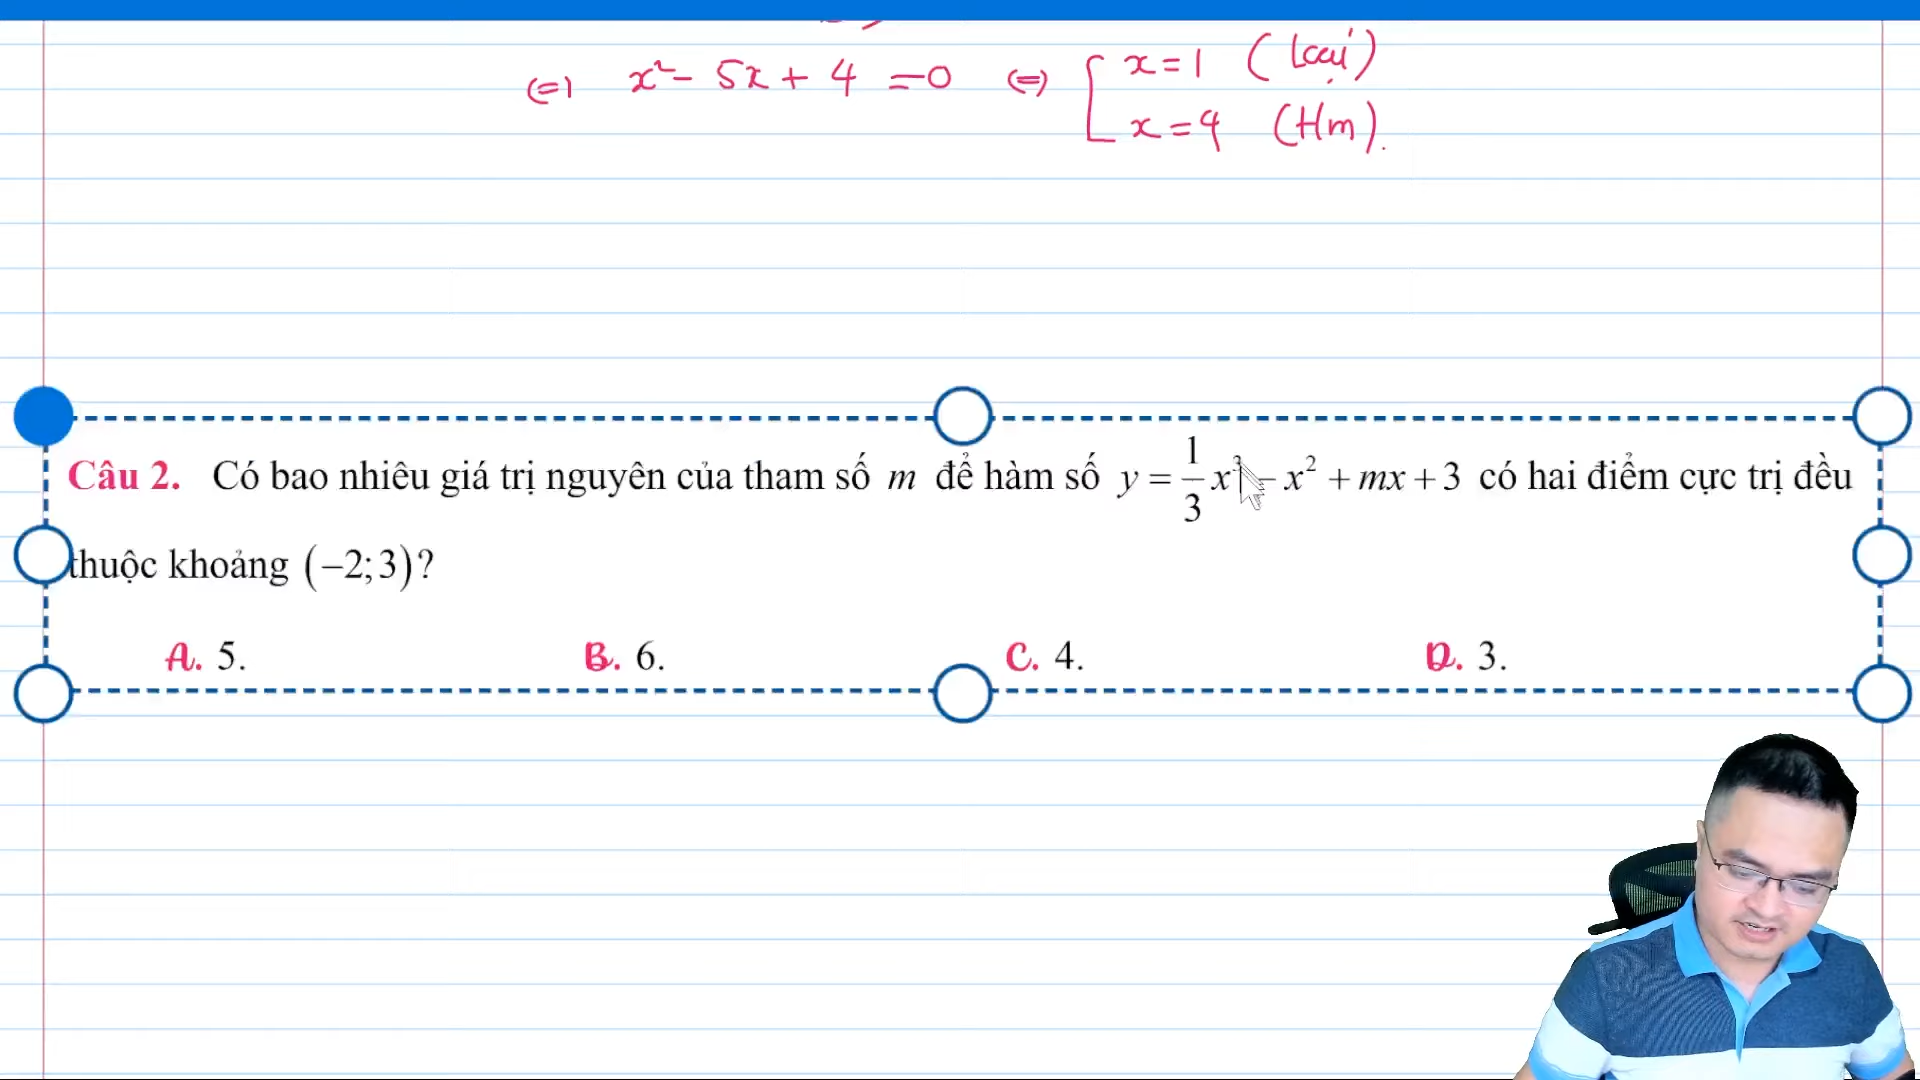 (=) x² - 5x + 4 = 0 (=) [ x = 1 (Loại)
x = 4 (Hm).
Câu 2. Có bao nhiêu giá trị nguyên của tham số m để hàm số y = 1/3 x³ - x² + mx + 3 có hai điểm cực trị đều
thuộc khoảng (-2;3)?
A. 5. B. 6. C. 4. D. 3.